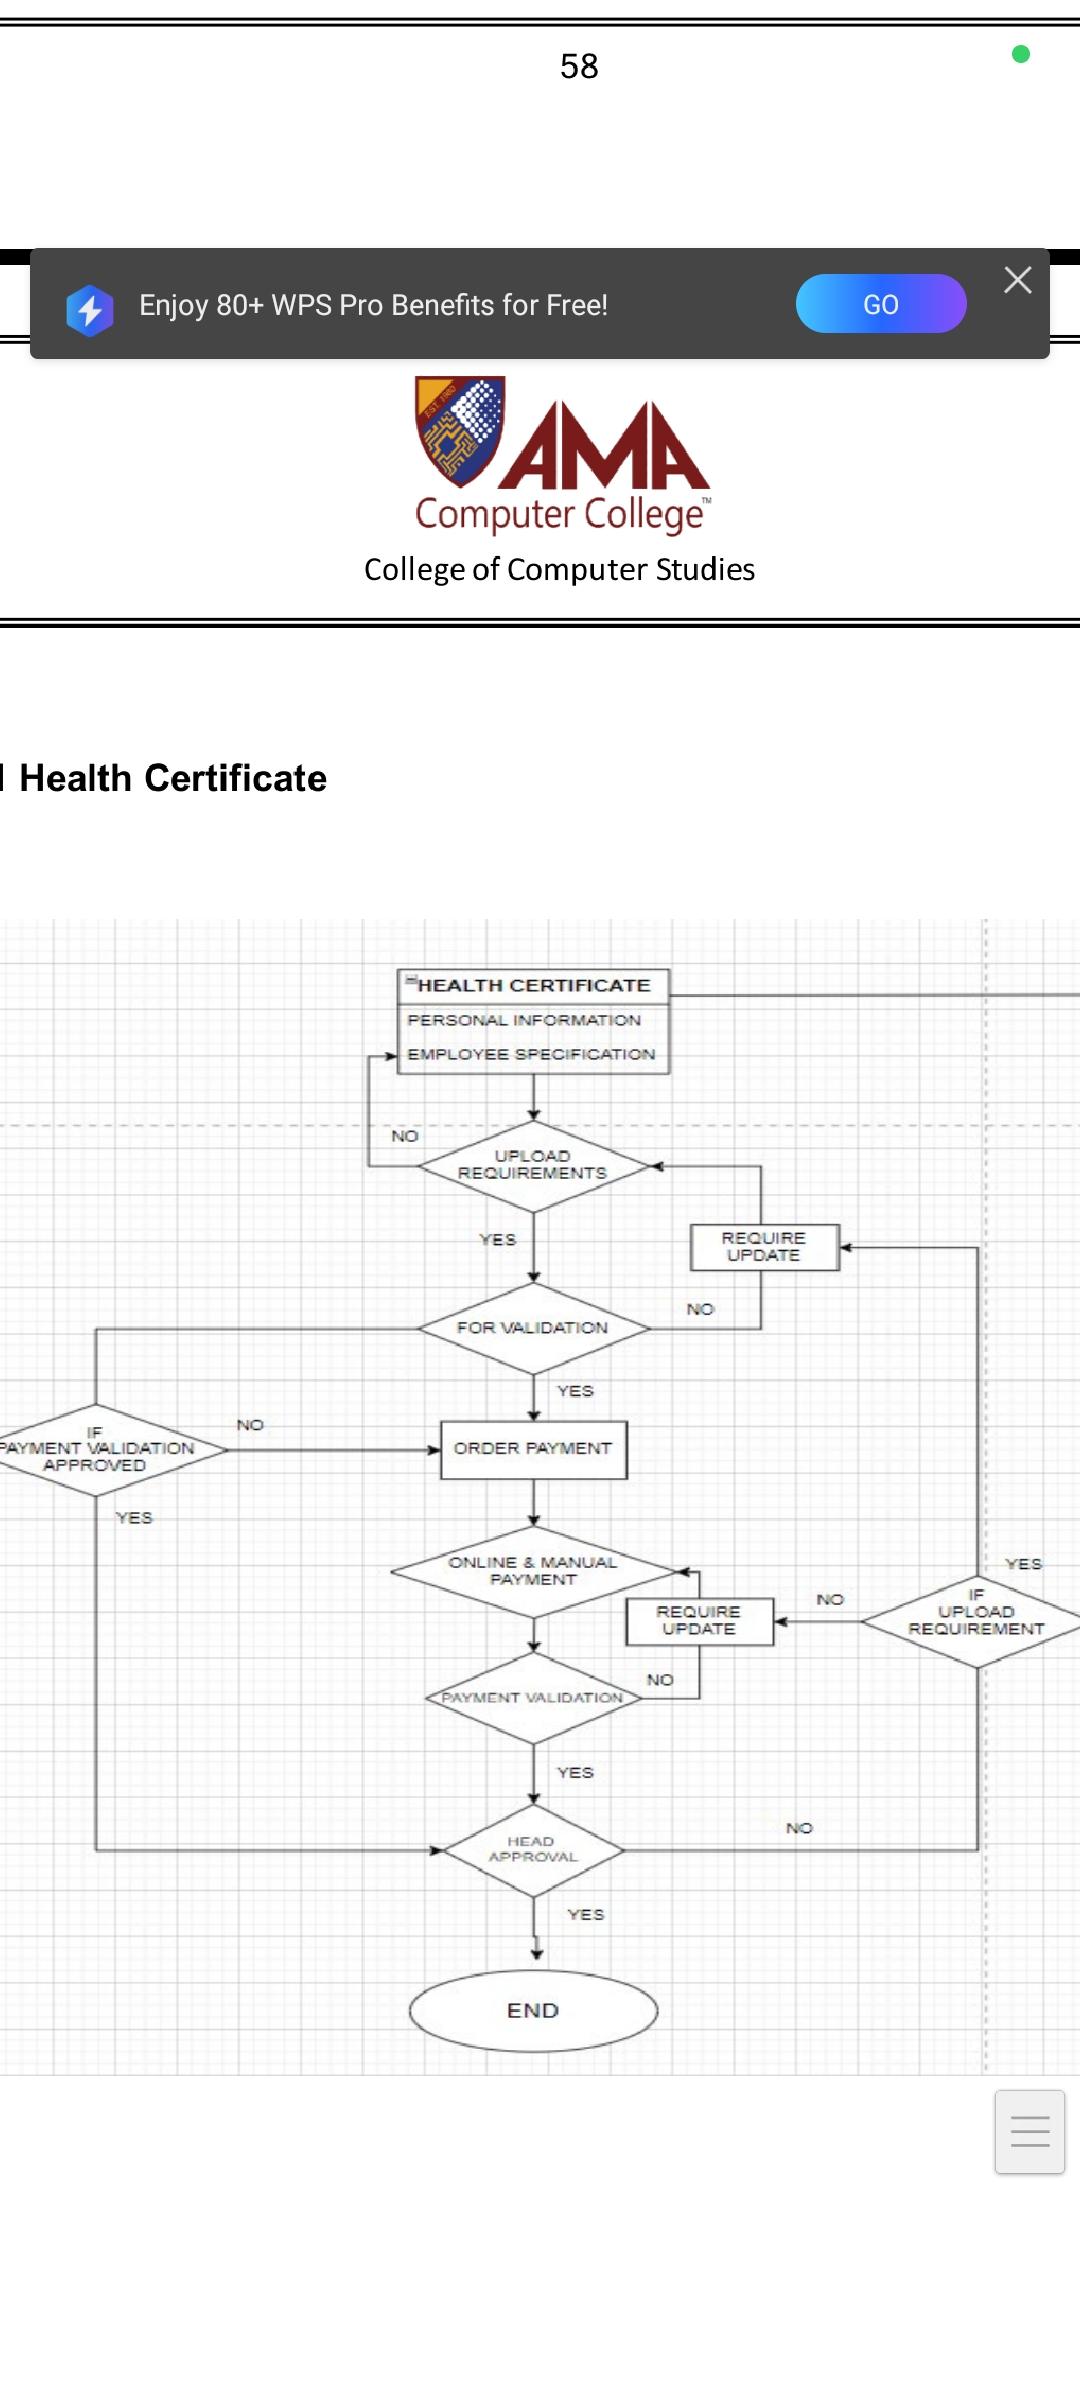 58
Enjoy 80+ WPS Pro Benefits for Free!
GO
EST. 1980
AMA
Computer College™
College of Computer Studies
Health Certificate
HEALTH CERTIFICATE
PERSONAL INFORMATION
EMPLOYEE SPECIFICATION
NO
UPLOAD
REQUIREMENTS
YES
REQUIRE
UPDATE
NO
FOR VALIDATION
YES
IF
PAYMENT VALIDATION
APPROVED
NO
ORDER PAYMENT
YES
ONLINE & MANUAL
PAYMENT
YES
IF
UPLOAD
REQUIREMENT
NO
REQUIRE
UPDATE
NO
PAYMENT VALIDATION
YES
HEAD
APPROVAL
NO
YES
END